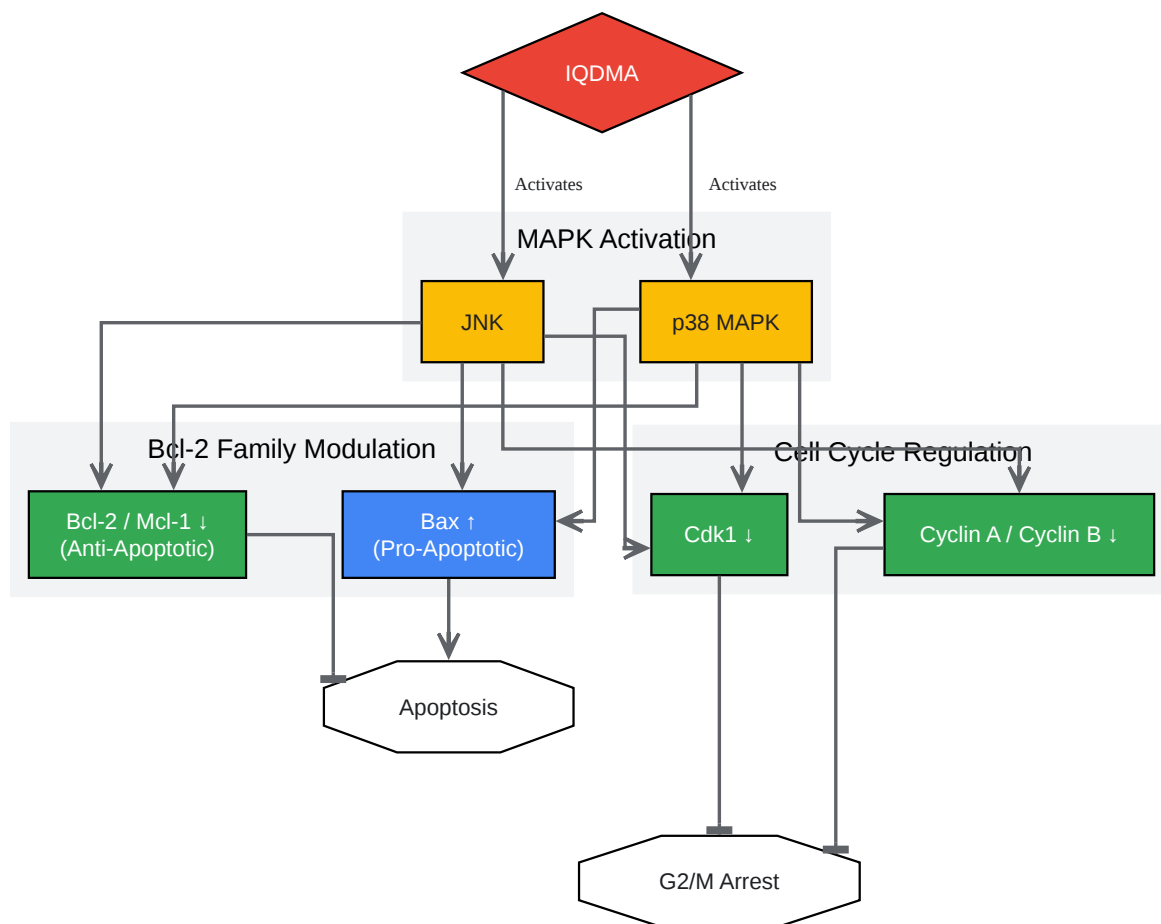 IQDMA
Activates
Activates
MAPK Activation
JNK
p38 MAPK
Bcl-2 Family Modulation
Cell Cycle Regulation
Bcl-2 / Mcl-1 ↓
(Anti-Apoptotic)
Bax ↑
(Pro-Apoptotic)
Cdk1 ↓
Cyclin A / Cyclin B ↓
Apoptosis
G2/M Arrest